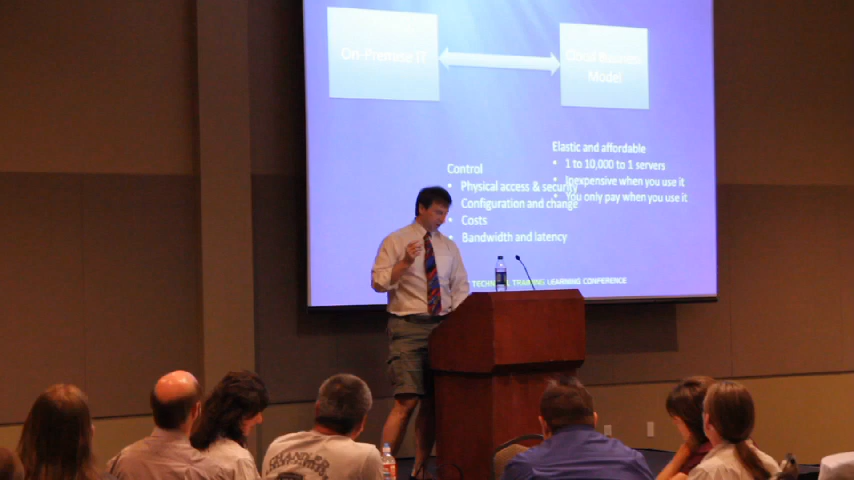 On-Premise IT
Model
Elastic and affordable
• 1 to 10,000 to 1 servers
• Inexpensive when you use it
• You only pay when you use it
Control
• Physical access & security
Configuration and change
• Costs
• Bandwidth and latency
TECHNICAL TRAINING LEARNING CONFERENCE